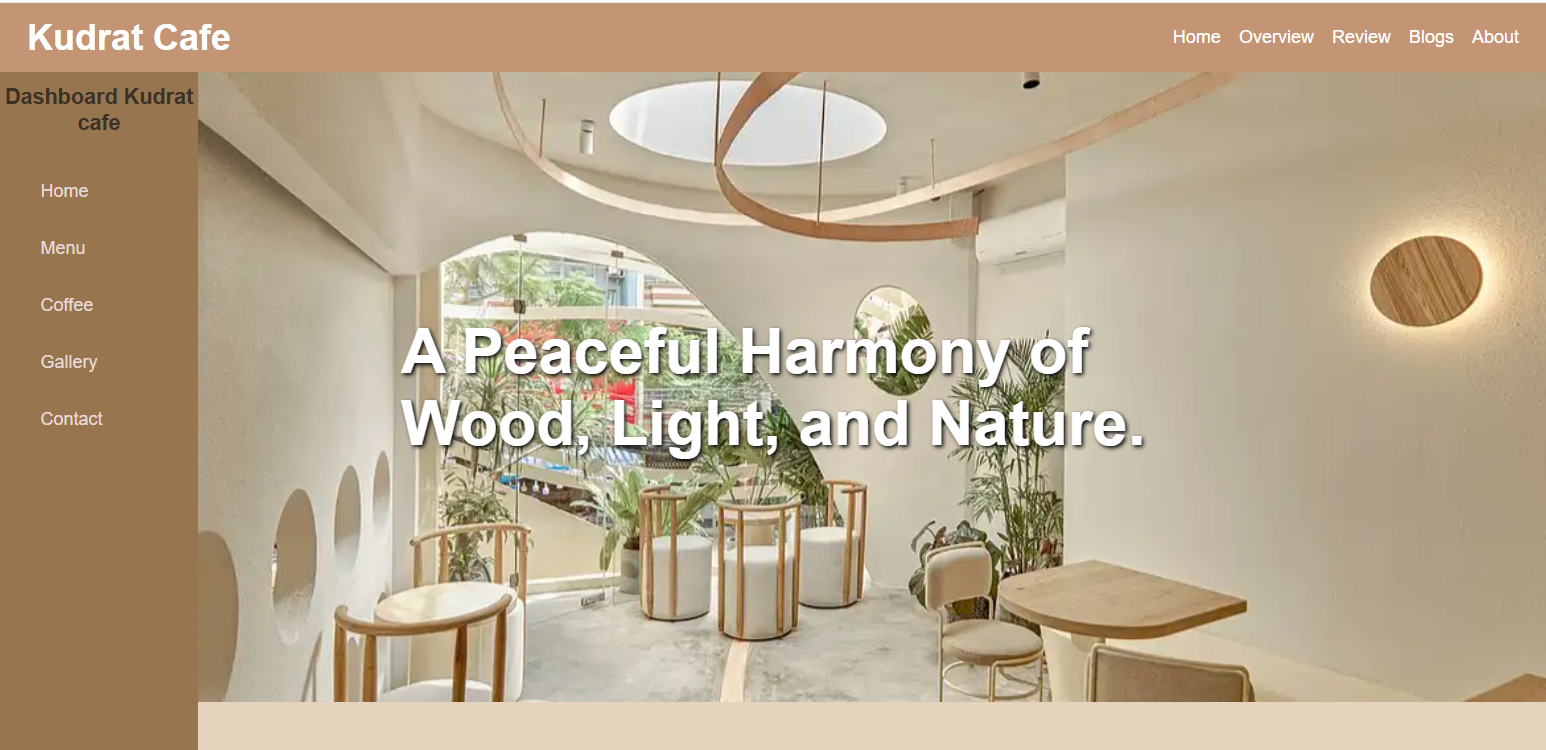 Kudrat Cafe
Home Overview Review Blogs About
Dashboard Kudrat
cafe
Home
Menu
Coffee
Gallery
Contact
A Peaceful Harmony of
Wood, Light, and Nature.